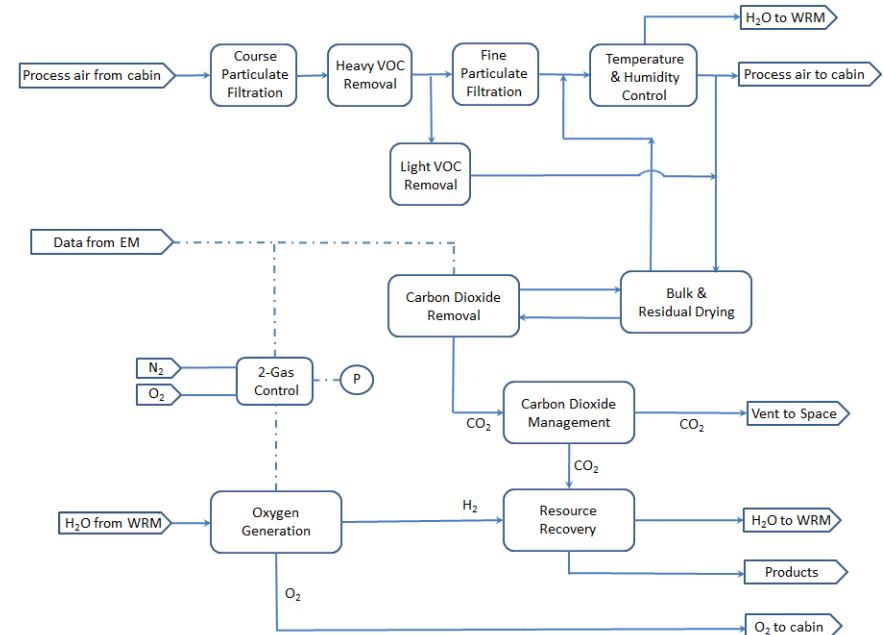 H₂O to WRM
Process air from cabin
Course
Particulate
Filtration
Heavy VOC
Removal
Fine
Particulate
Filtration
Temperature
& Humidity
Control
Process air to cabin
Light VOC
Removal
Data from EM
Carbon Dioxide
Removal
Bulk &
Residual Drying
N₂
O₂
2-Gas
Control
P
Carbon Dioxide
Management
CO₂
CO₂
Vent to Space
CO₂
H₂O from WRM
Oxygen
Generation
H₂
Resource
Recovery
H₂O to WRM
Products
O₂
O₂ to cabin